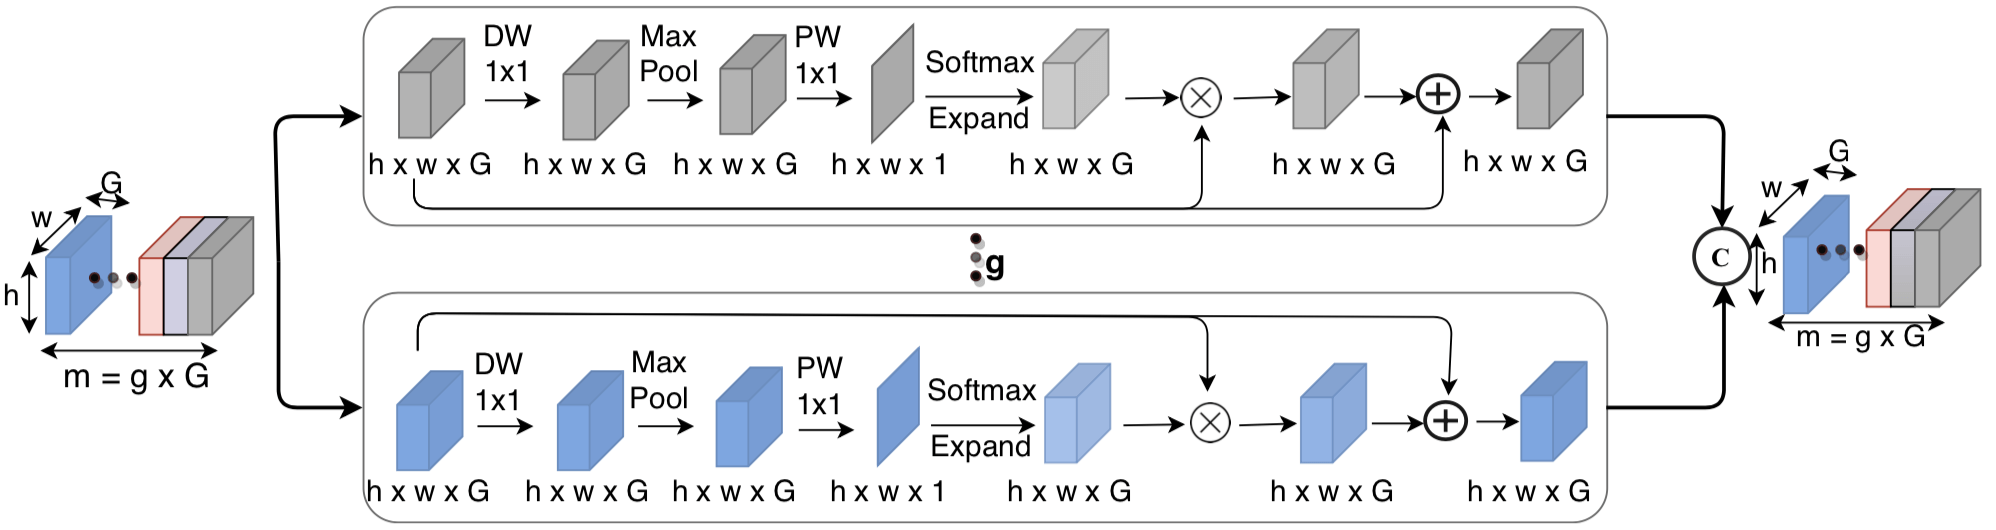 G
w
h
m = g x G
DW
1x1
Max
Pool
PW
1x1
Softmax
Expand
h x w x G
h x w x G
h x w x G
h x w x 1
h x w x G
h x w x G
h x w x G
g
DW
1x1
Max
Pool
PW
1x1
Softmax
Expand
h x w x G
h x w x G
h x w x G
h x w x 1
h x w x G
h x w x G
h x w x G
C
G
w
h
m = g x G